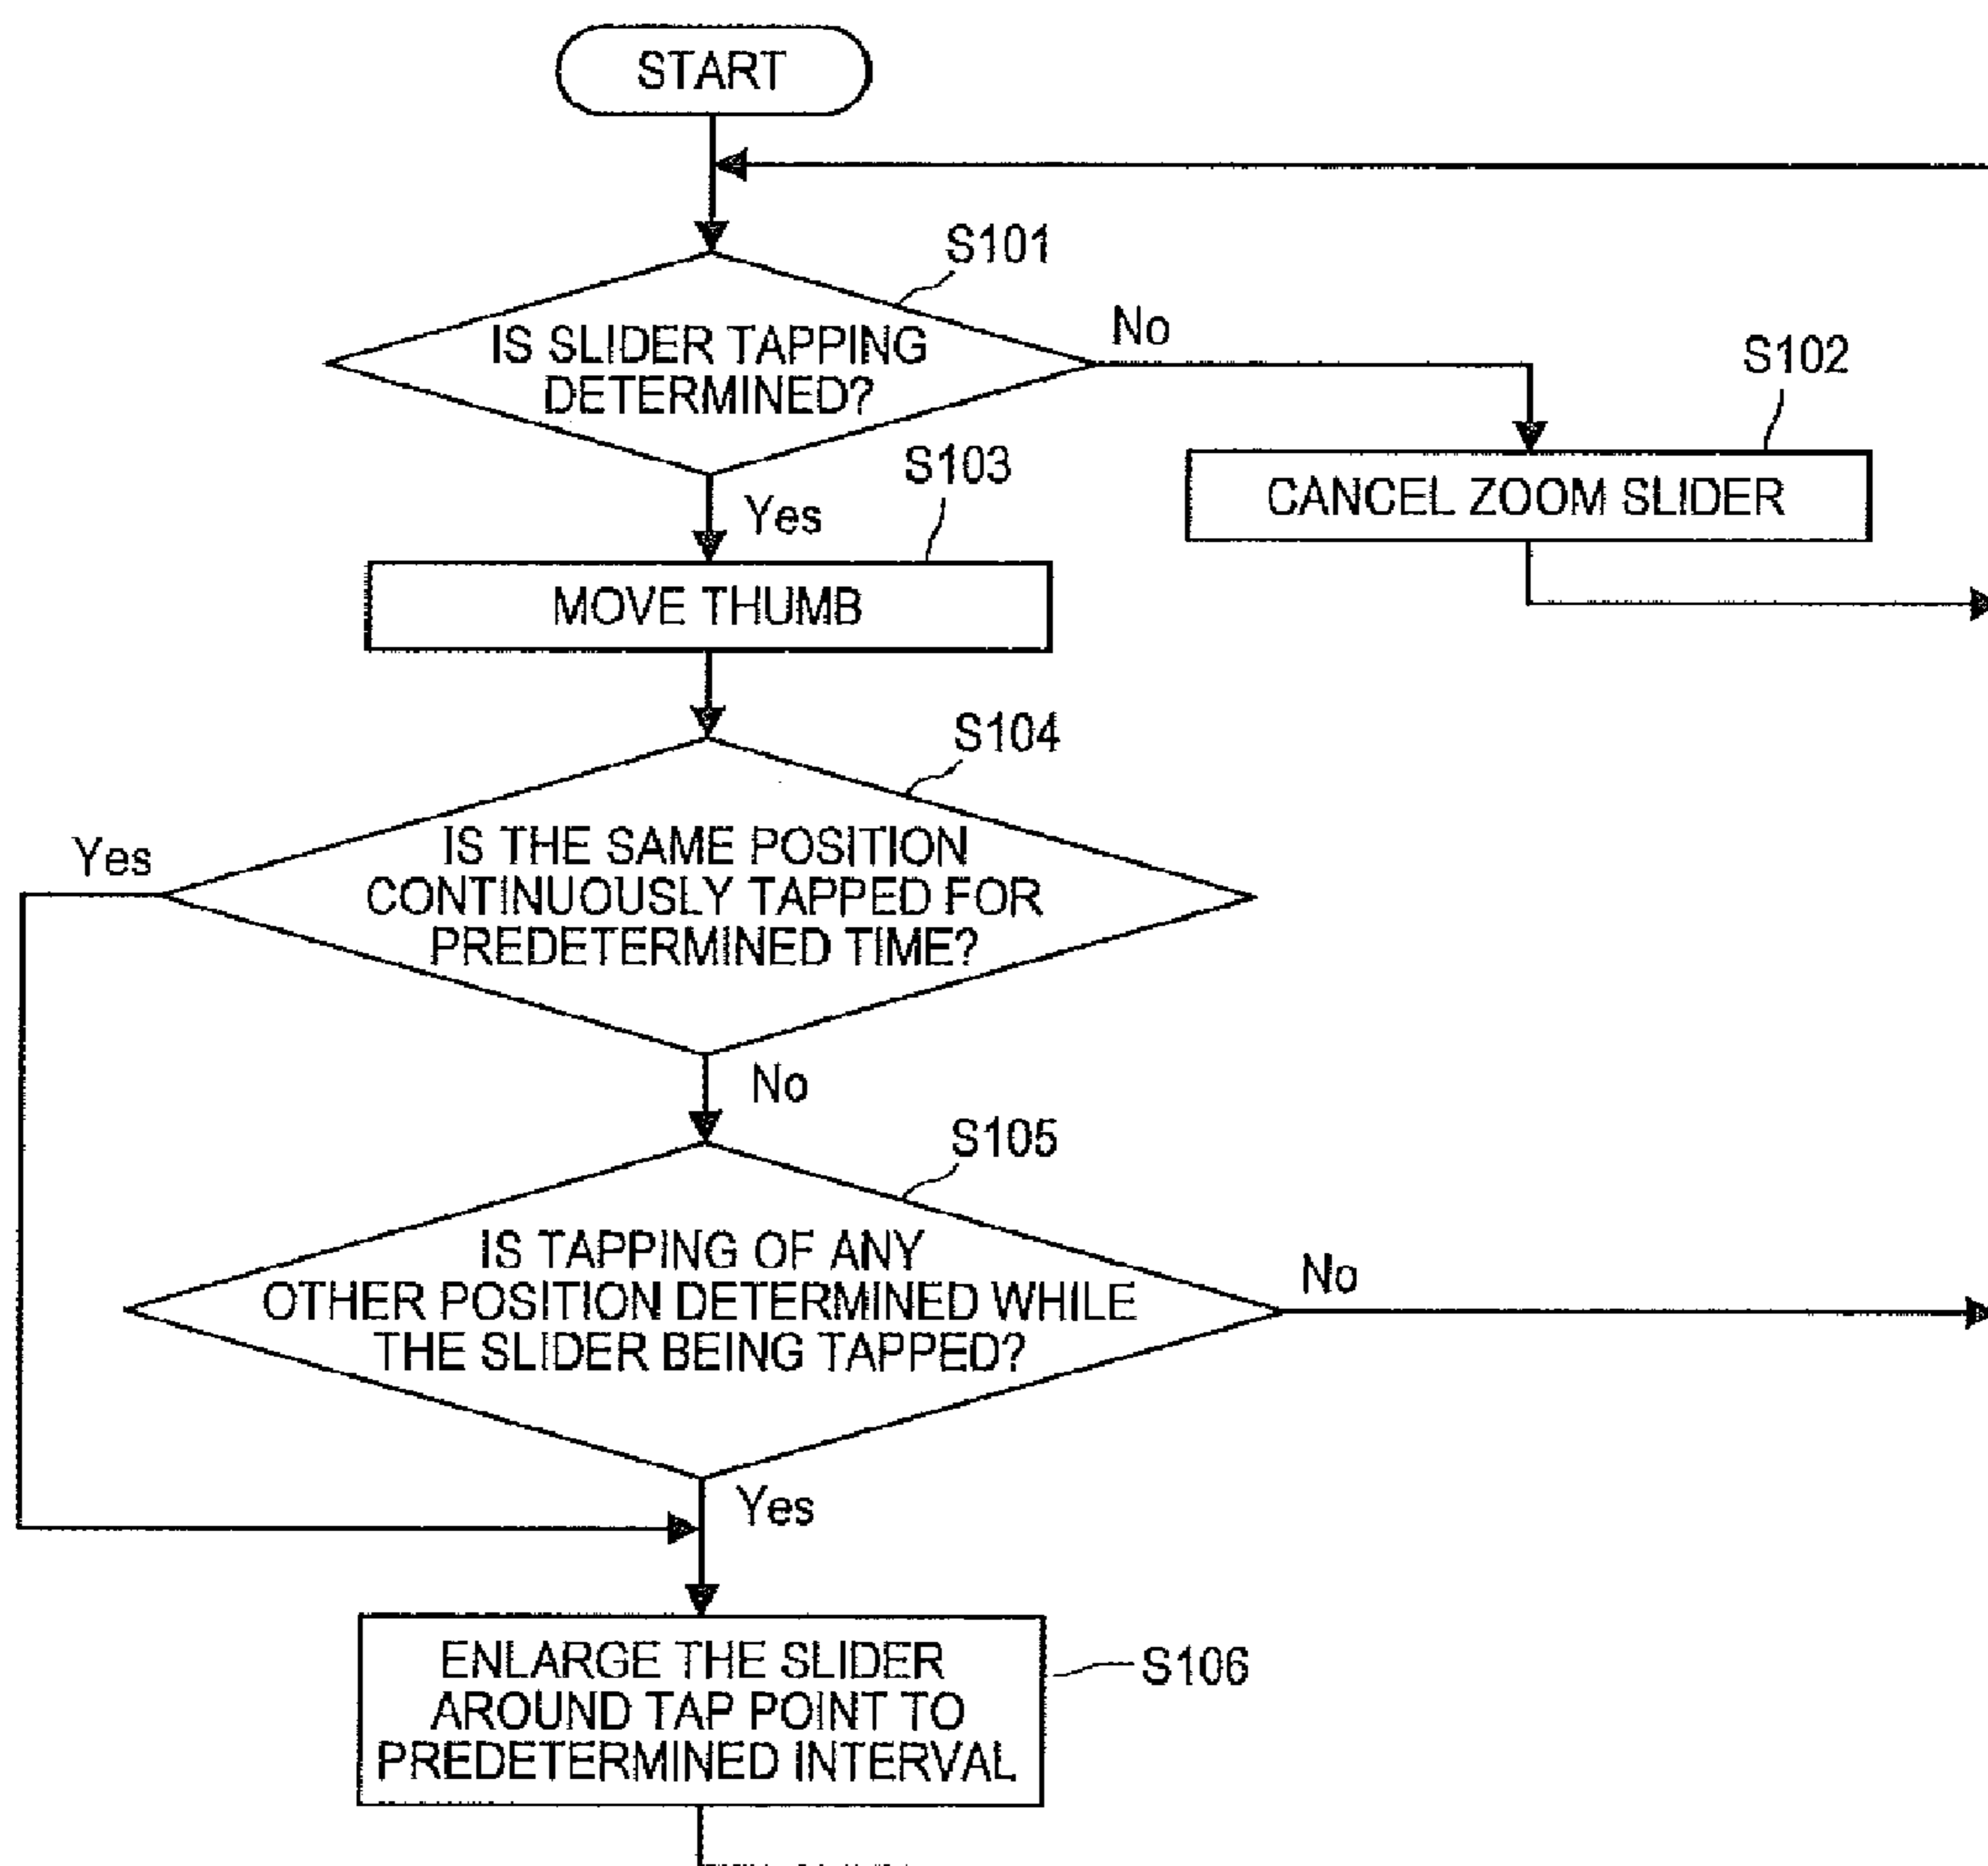 START
S101
IS SLIDER TAPPING
DETERMINED?
No
S102
CANCEL ZOOM SLIDER
Yes
S103
MOVE THUMB
S104
IS THE SAME POSITION
CONTINUOUSLY TAPPED FOR
PREDETERMINED TIME?
Yes
No
S105
IS TAPPING OF ANY
OTHER POSITION DETERMINED WHILE
THE SLIDER BEING TAPPED?
No
Yes
ENLARGE THE SLIDER
AROUND TAP POINT TO
PREDETERMINED INTERVAL
S106